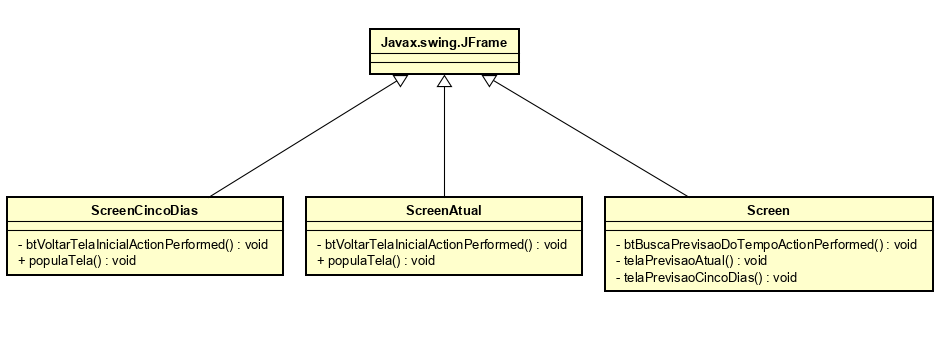 Javax.swing.JFrame
ScreenCincoDias
- btVoltarTelaInicialActionPerformed() : void
+ populaTela() : void
ScreenAtual
- btVoltarTelaInicialActionPerformed() : void
+ populaTela() : void
Screen
- btBuscaPrevisaoDoTempoActionPerformed() : void
- telaPrevisaoAtual() : void
- telaPrevisaoCincoDias() : void